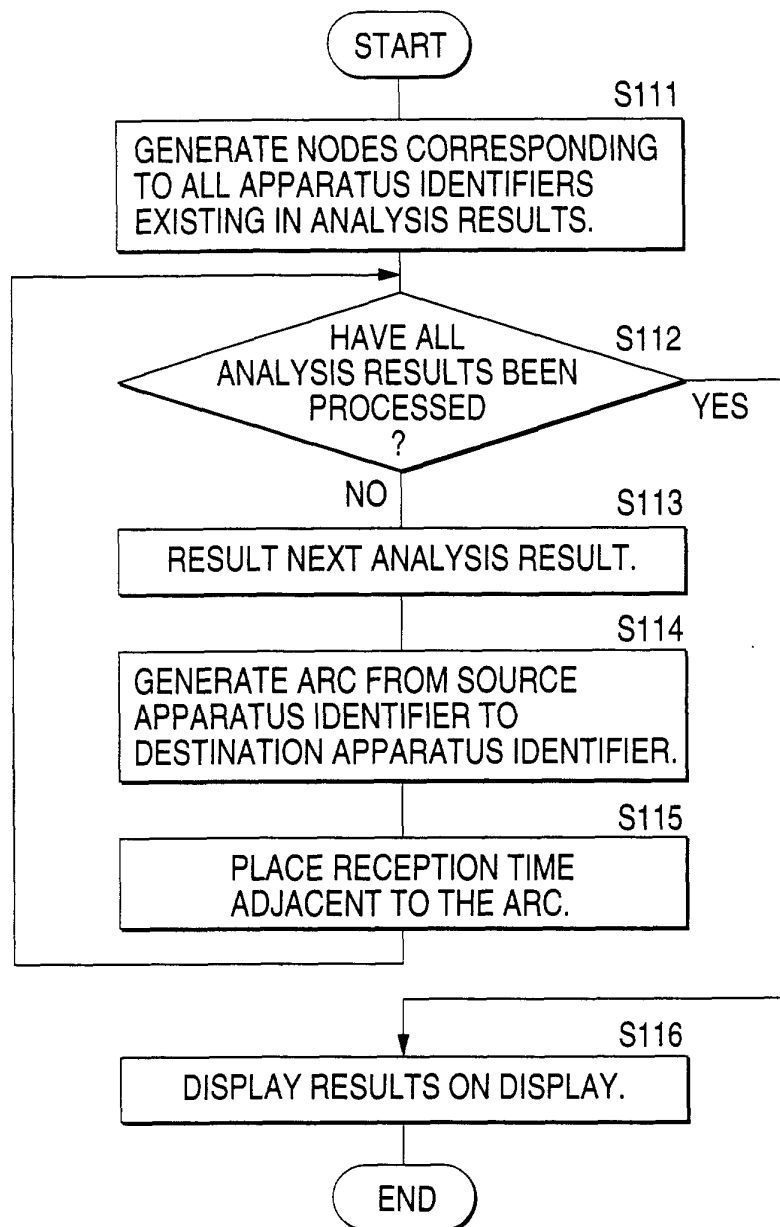 START
S111
GENERATE NODES CORRESPONDING
TO ALL APPARATUS IDENTIFIERS
EXISTING IN ANALYSIS RESULTS.
S112
HAVE ALL
ANALYSIS RESULTS BEEN
PROCESSED
?
YES
NO
S113
RESULT NEXT ANALYSIS RESULT.
S114
GENERATE ARC FROM SOURCE
APPARATUS IDENTIFIER TO
DESTINATION APPARATUS IDENTIFIER.
S115
PLACE RECEPTION TIME
ADJACENT TO THE ARC.
S116
DISPLAY RESULTS ON DISPLAY.
END